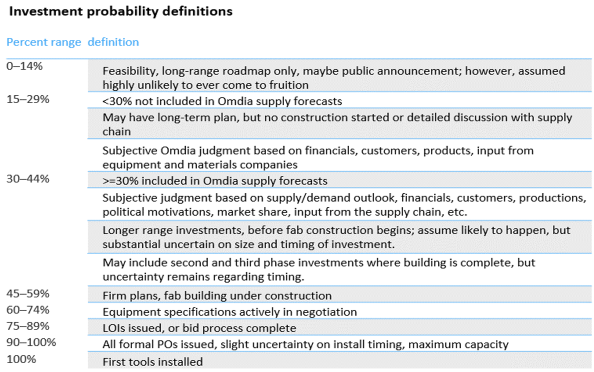 Investment probability definitions
Percent range definition
0–14%
Feasibility, long-range roadmap only, maybe public announcement; however, assumed
highly unlikely to ever come to fruition
15–29%
<30% not included in Omdia supply forecasts
May have long-term plan, but no construction started or detailed discussion with supply
chain
Subjective Omdia judgment based on financials, customers, products, input from
equipment and materials companies
30–44%
>=30% included in Omdia supply forecasts
Subjective judgment based on supply/demand outlook, financials, customers, productions,
political motivations, market share, input from the supply chain, etc.
Longer range investments, before fab construction begins; assume likely to happen, but
substantial uncertain on size and timing of investment.
May include second and third phase investments where building is complete, but
uncertainty remains regarding timing.
45–59%
Firm plans, fab building under construction
60–74%
Equipment specifications actively in negotiation
75–89%
LOIs issued, or bid process complete
90–100%
All formal POs issued, slight uncertainty on install timing, maximum capacity
100%
First tools installed